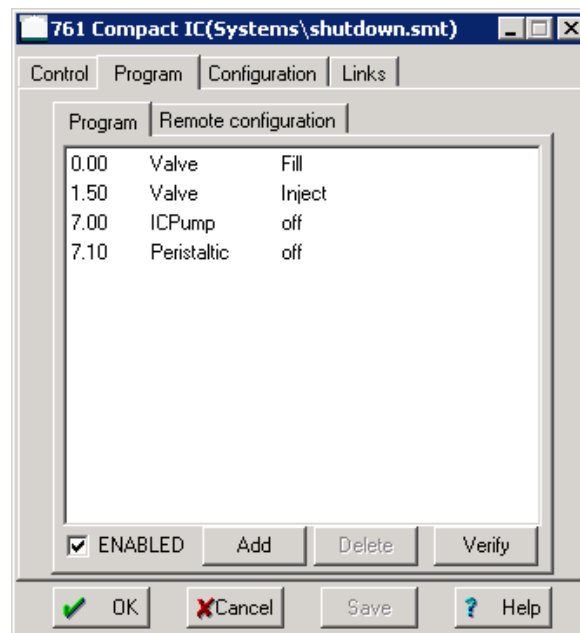 761 Compact IC(Systems\shutdown.smt)
Control Program Configuration Links
Program Remote configuration
0.00 Valve Fill
1.50 Valve Inject
7.00 ICPump off
7.10 Peristaltic off
ENABLED Add Delete Verify
OK Cancel Save ? Help